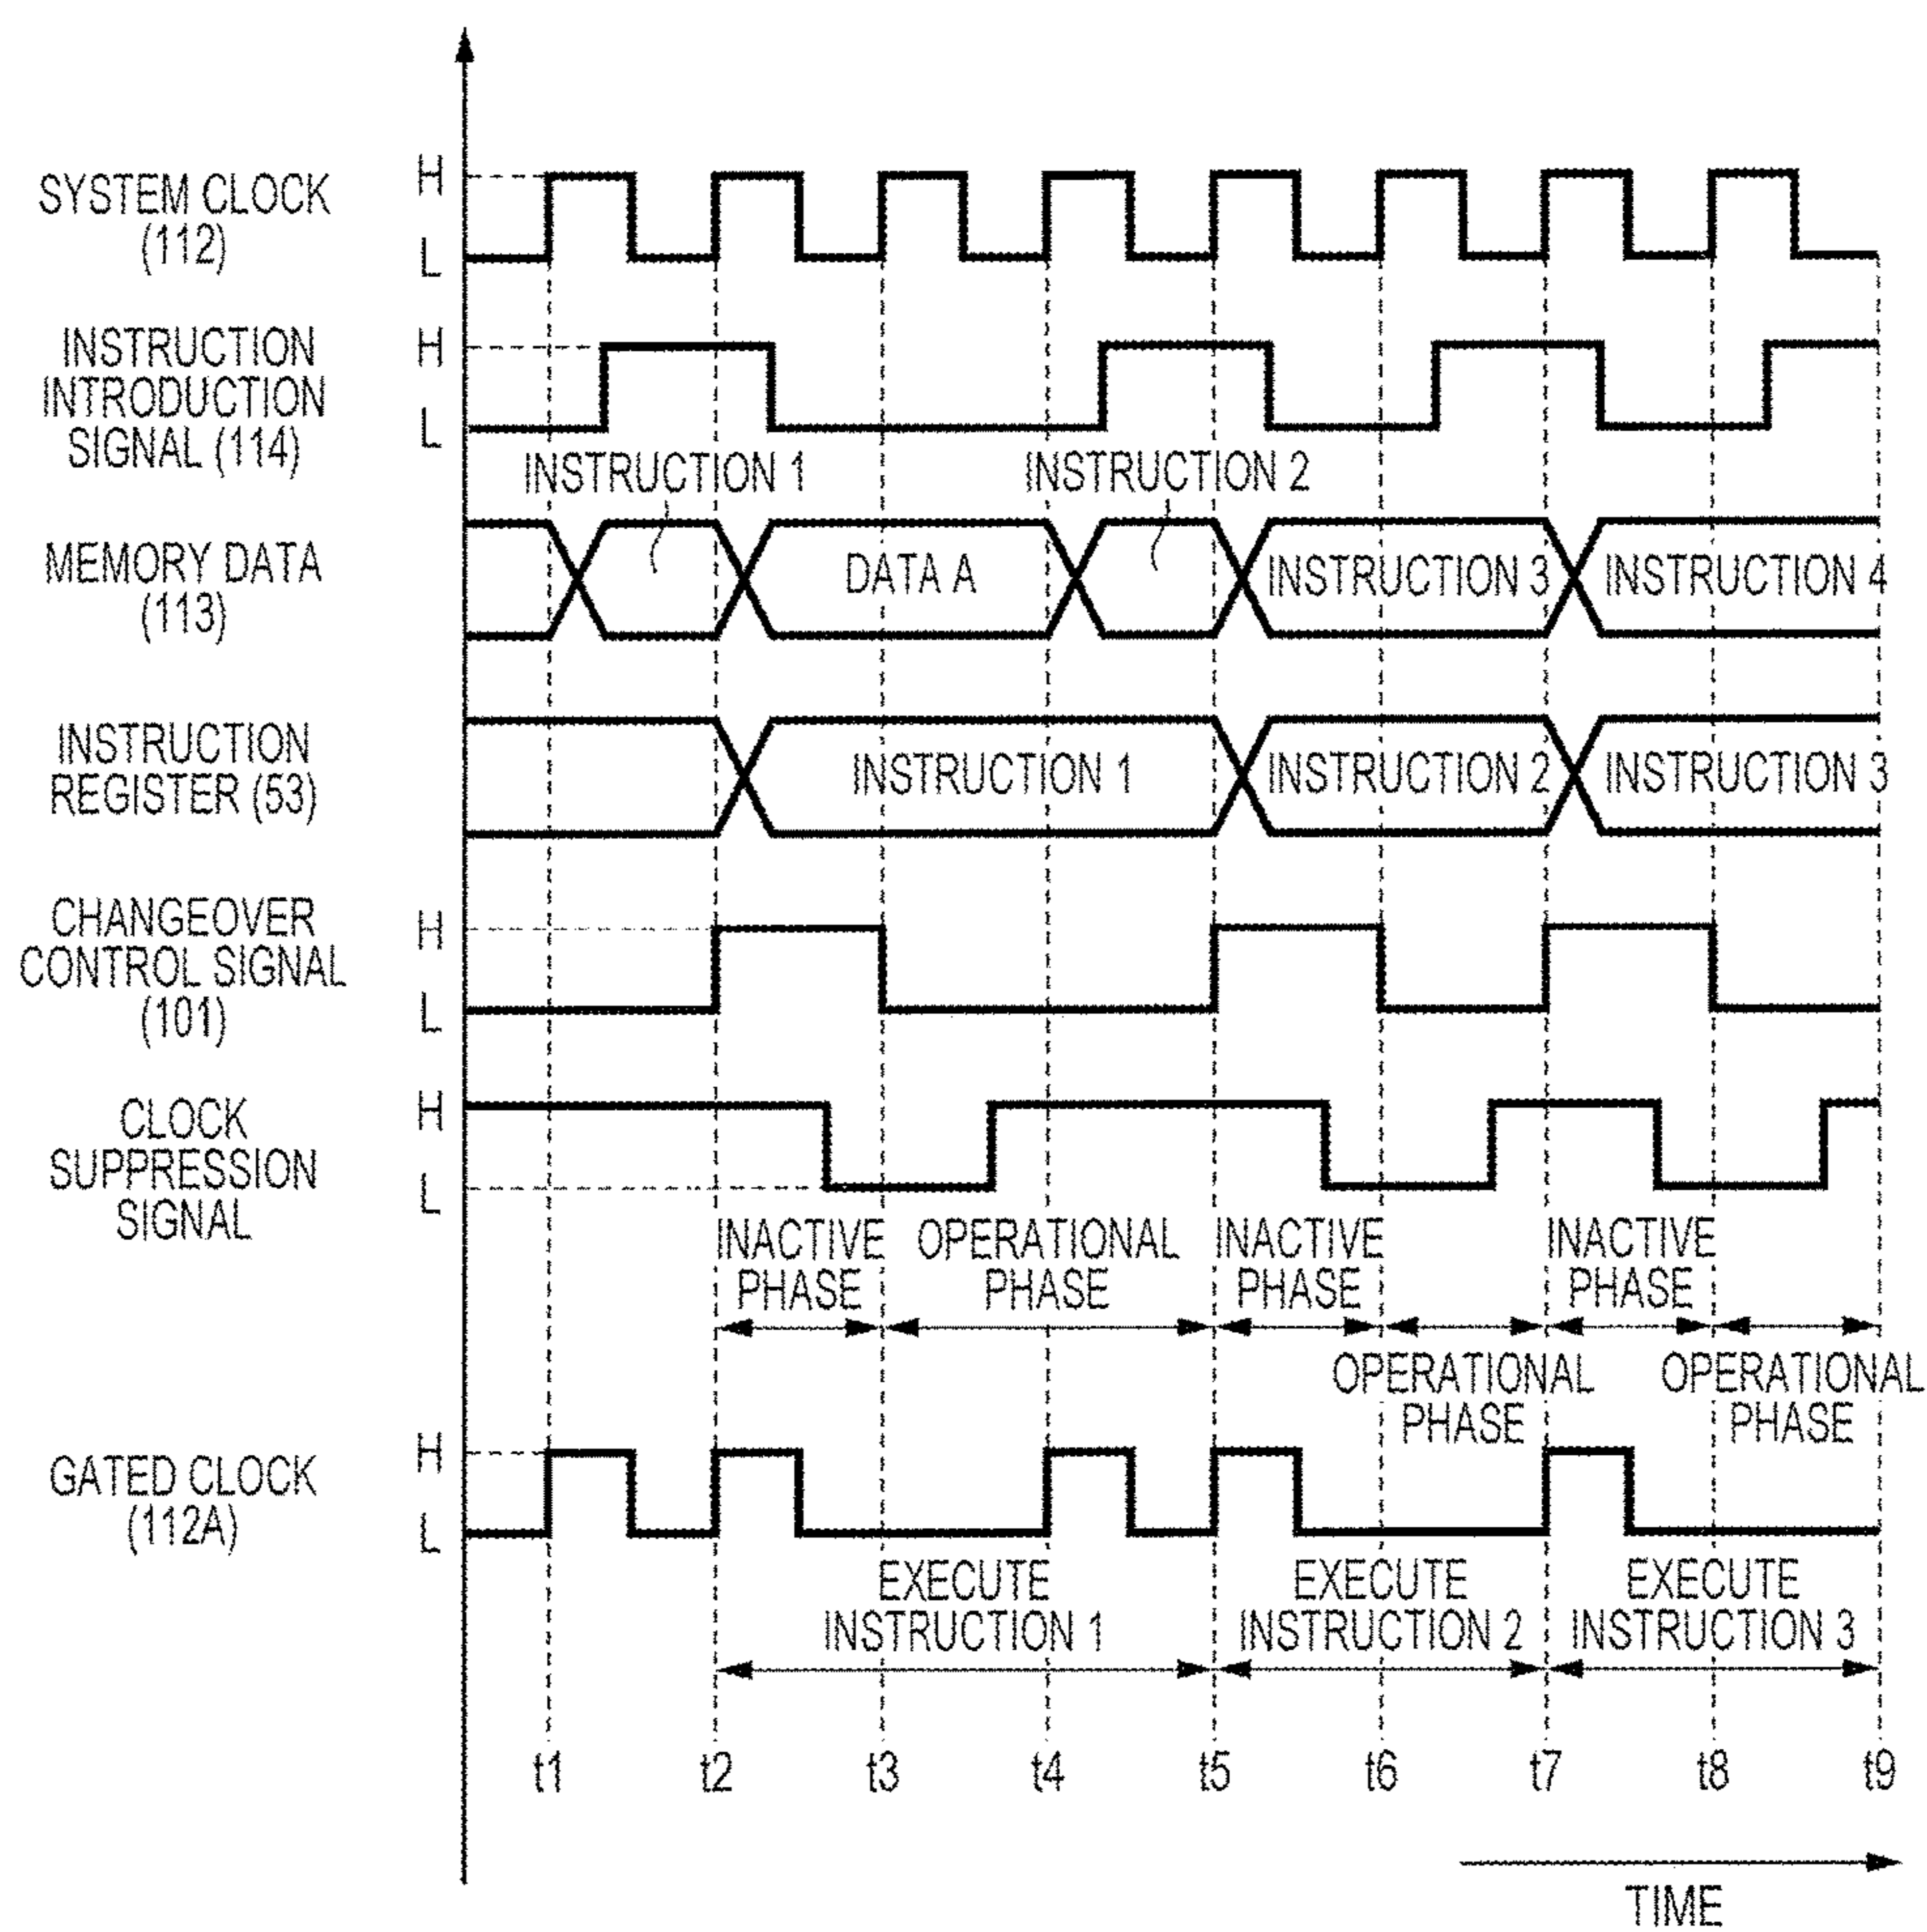 SYSTEM CLOCK
(112)
H
L
INSTRUCTION
INTRODUCTION
SIGNAL (114)
H
L
INSTRUCTION 1
INSTRUCTION 2
MEMORY DATA
(113)
DATA A
INSTRUCTION 3
INSTRUCTION 4
INSTRUCTION
REGISTER (53)
INSTRUCTION 1
INSTRUCTION 2
INSTRUCTION 3
CHANGEOVER
CONTROL SIGNAL
(101)
H
L
CLOCK
SUPPRESSION
SIGNAL
H
L
INACTIVE
PHASE
OPERATIONAL
PHASE
INACTIVE
PHASE
INACTIVE
PHASE
OPERATIONAL
PHASE
OPERATIONAL
PHASE
GATED CLOCK
(112A)
H
L
EXECUTE
INSTRUCTION 1
EXECUTE
INSTRUCTION 2
EXECUTE
INSTRUCTION 3
t1 t2 t3 t4 t5 t6 t7 t8 t9
TIME